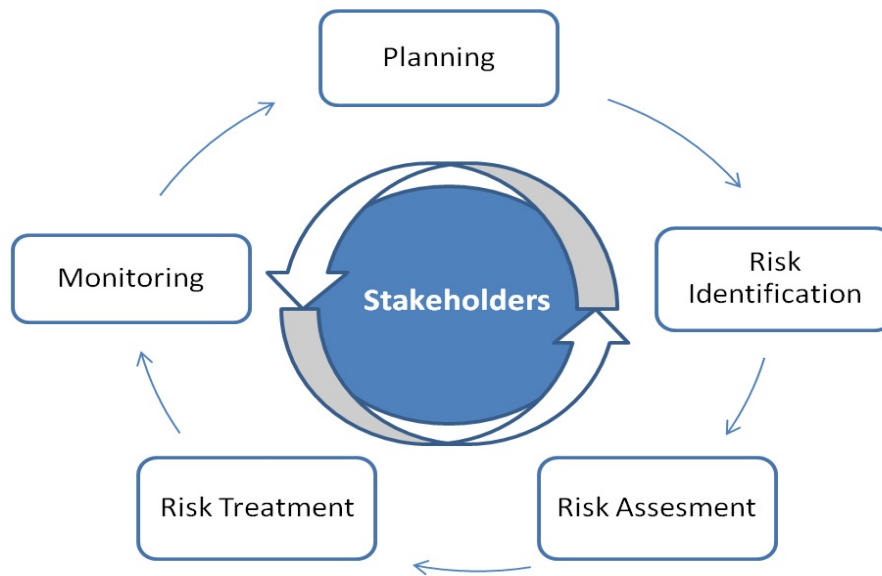 Planning
Risk
Identification
Risk Assesment
Risk Treatment
Monitoring
Stakeholders